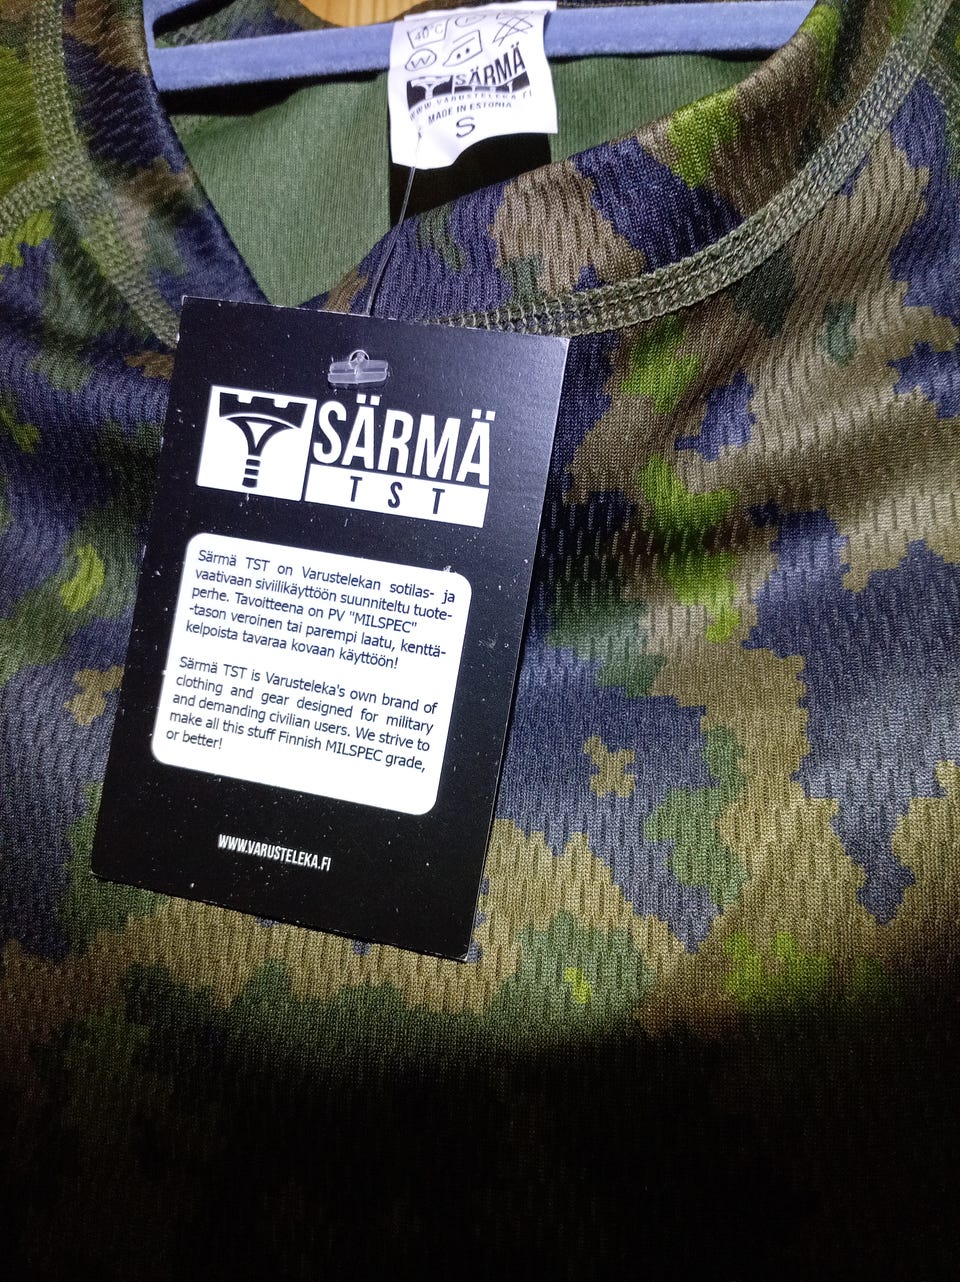 40°C
P
W
SÄRMÄ
WWW.VARUSTELEKA.FI
MADE IN ESTONIA
S
SÄRMÄ
TST
Särmä TST on Varustelekan sotilas- ja
vaativaan siviilikäyttöön suunniteltu tuote-
perhe. Tavoitteena on PV "MILSPEC"
-tason veroinen tai parempi laatu, kenttä-
kelpoista tavaraa kovaan käyttöön!
Särmä TST is Varusteleka's own brand of
clothing and gear designed for military
and demanding civilian users. We strive to
make all this stuff Finnish MILSPEC grade,
or better!
WWW.VARUSTELEKA.FI